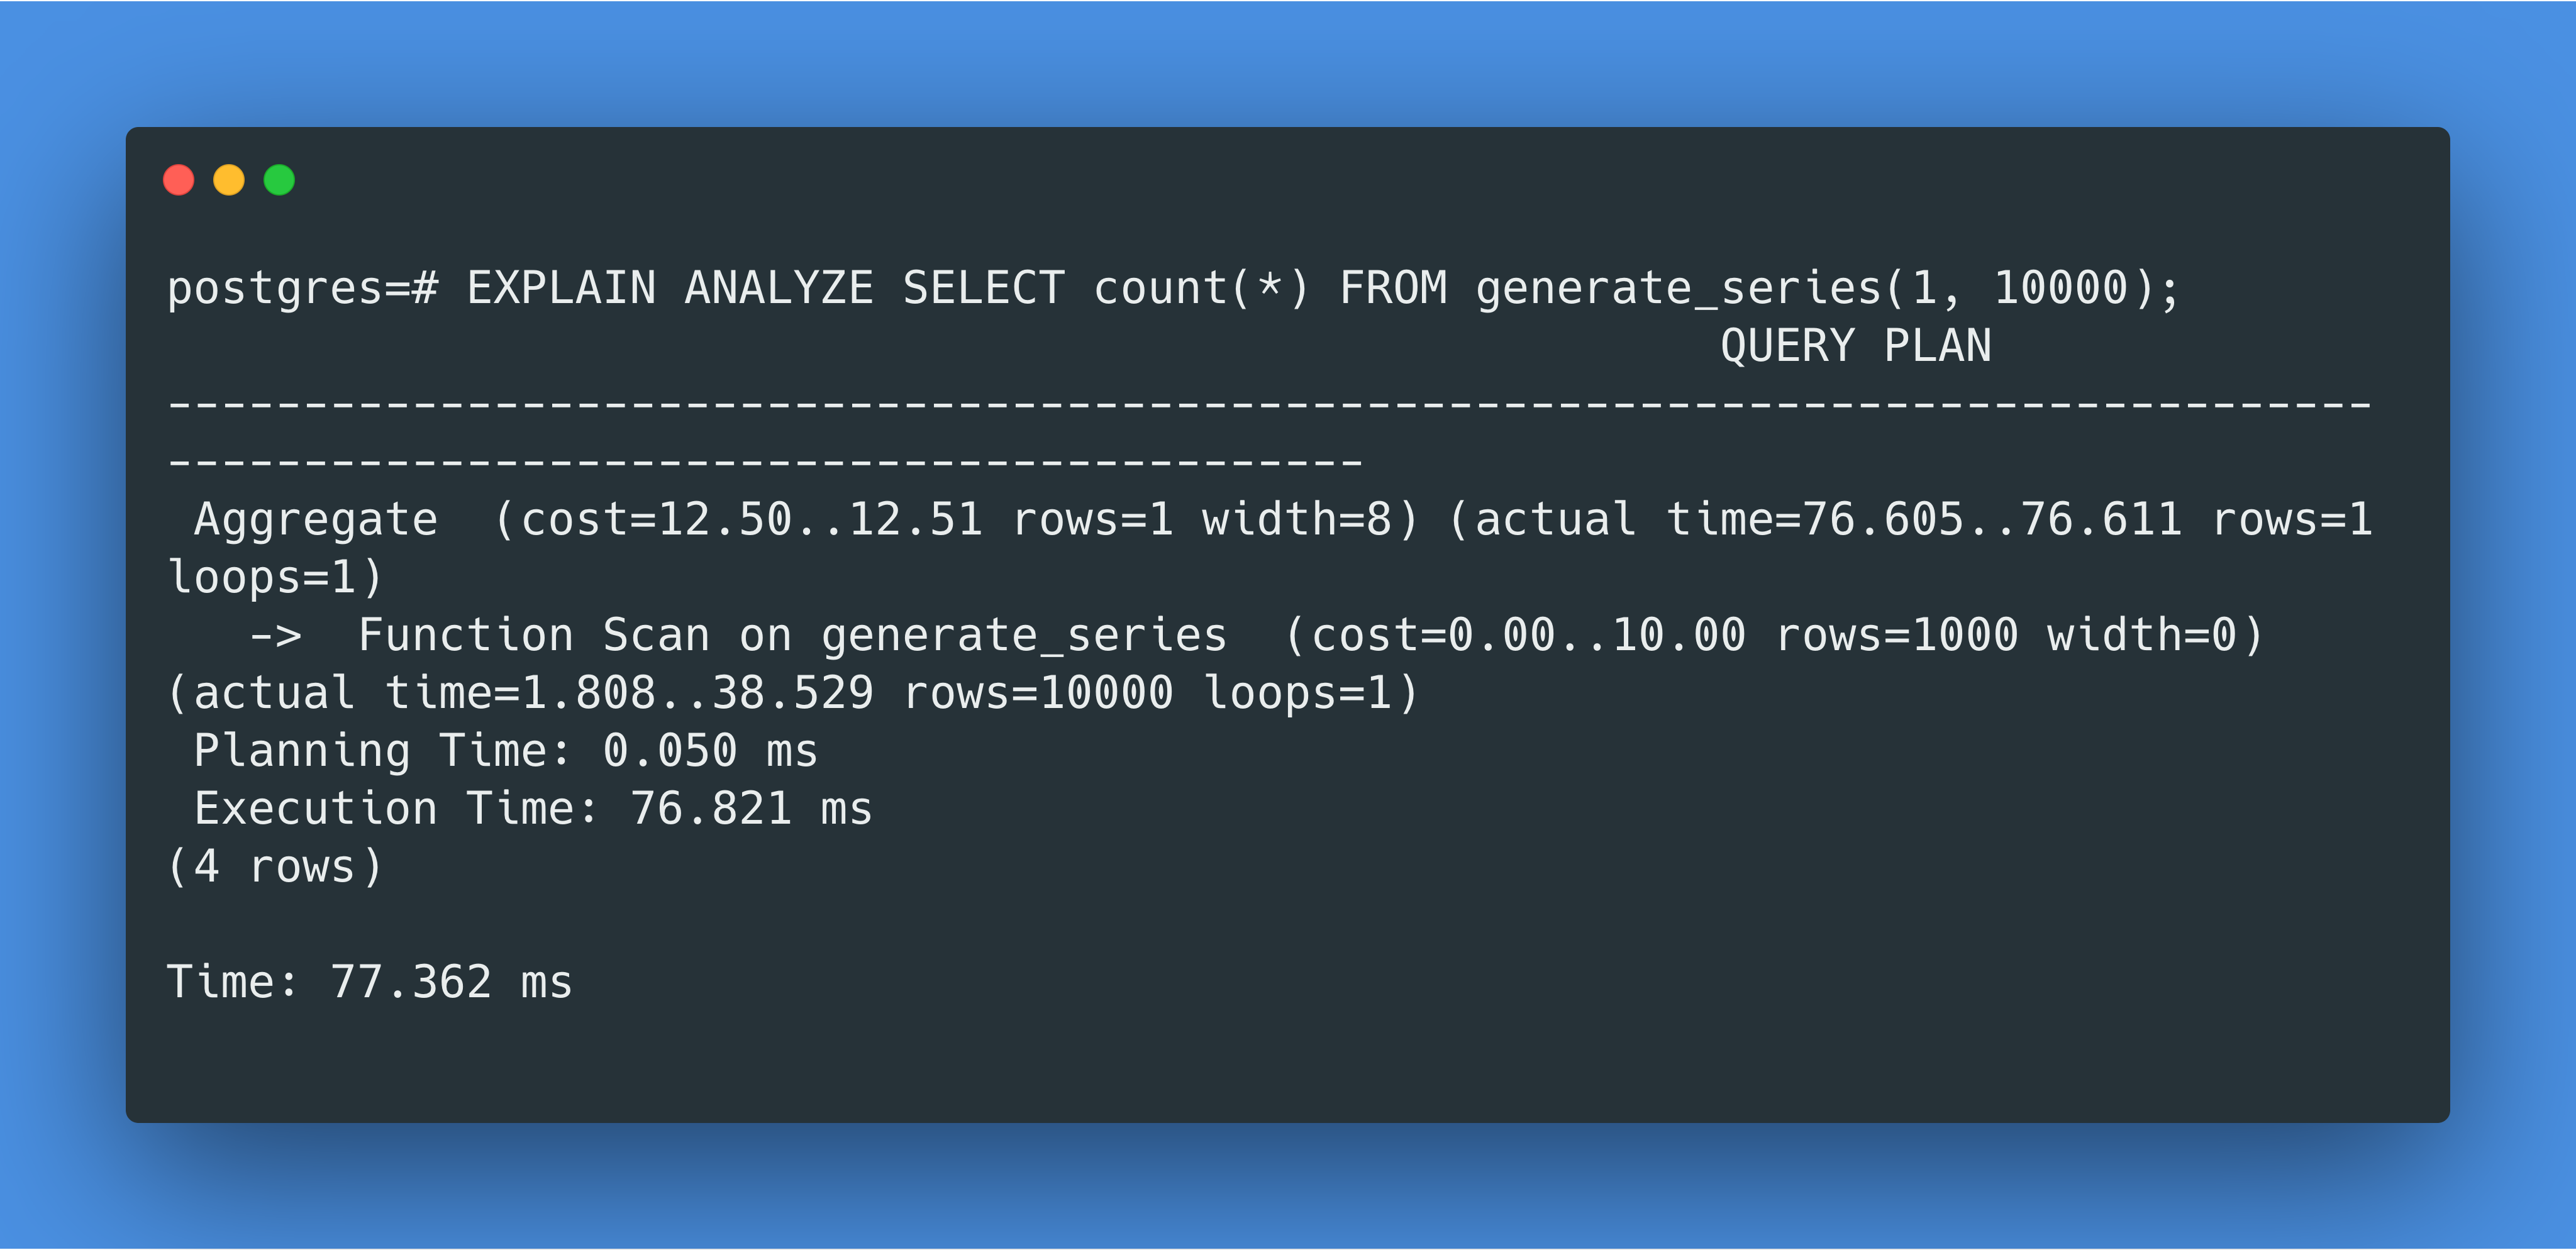 postgres=# EXPLAIN ANALYZE SELECT count(*) FROM generate_series(1, 10000);
QUERY PLAN
---------------------------------------------------------------------------------
--------------------------------------------
Aggregate  (cost=12.50..12.51 rows=1 width=8) (actual time=76.605..76.611 rows=1
loops=1)
->  Function Scan on generate_series  (cost=0.00..10.00 rows=1000 width=0)
(actual time=1.808..38.529 rows=10000 loops=1)
Planning Time: 0.050 ms
Execution Time: 76.821 ms
(4 rows)
Time: 77.362 ms